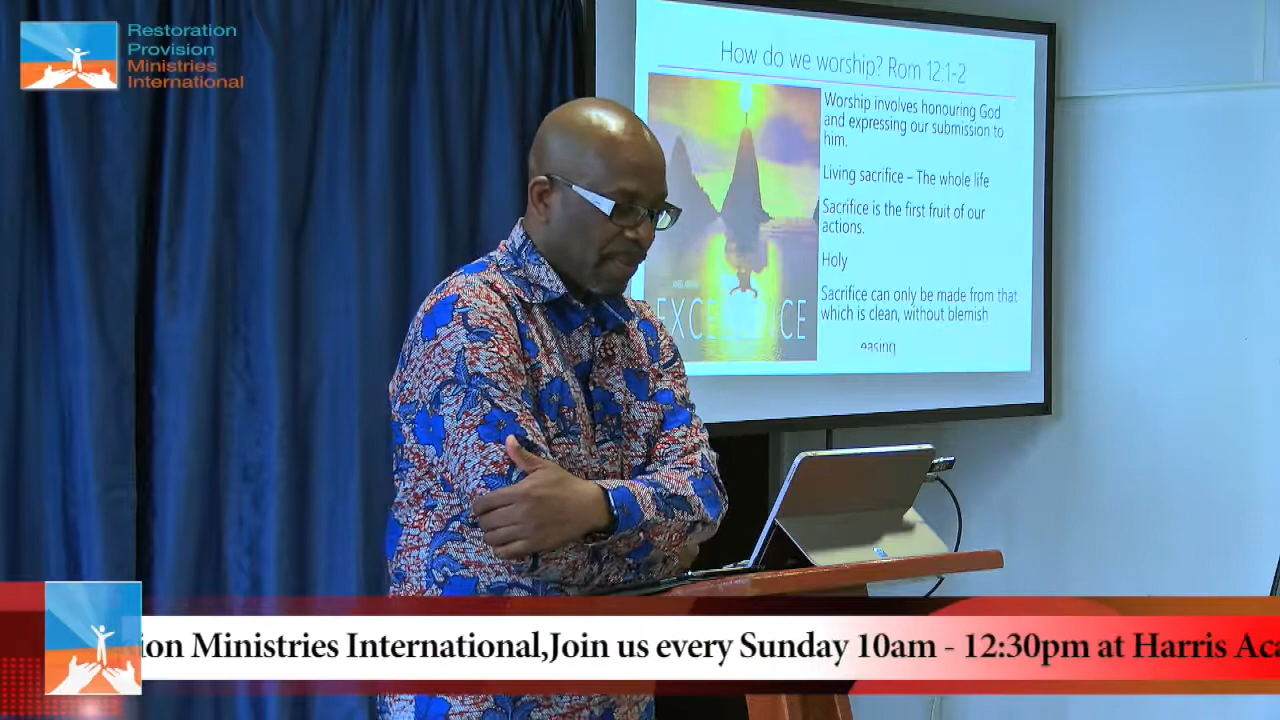 Restoration
Provision
Ministries
International
How do we worship? Rom 12:1-2
Worship involves honouring God
and expressing our submission to
him.
Living sacrifice – The whole life
Sacrifice is the first fruit of our
actions.
Holy
Sacrifice can only be made from that
which is clean, without blemish
easing
Ministries International,Join us every Sunday 10am - 12:30pm at Harris